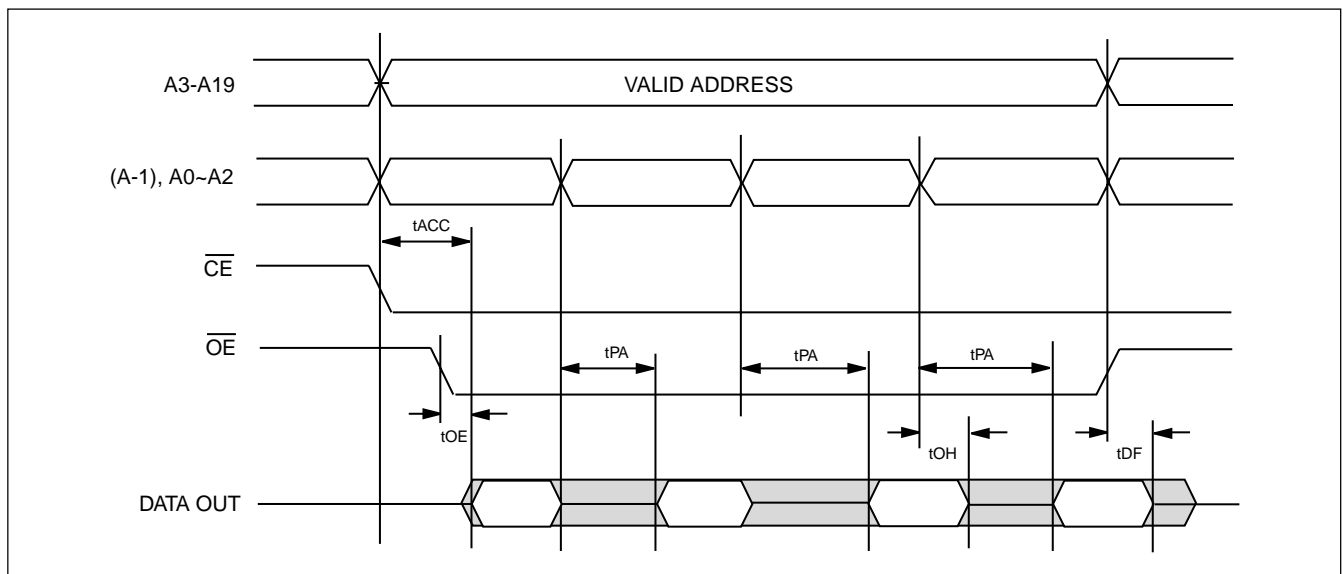 A3-A19
VALID ADDRESS
(A-1), A0~A2
tACC
CE
OE
tPA
tPA
tPA
tOE
tOH
tDF
DATA OUT